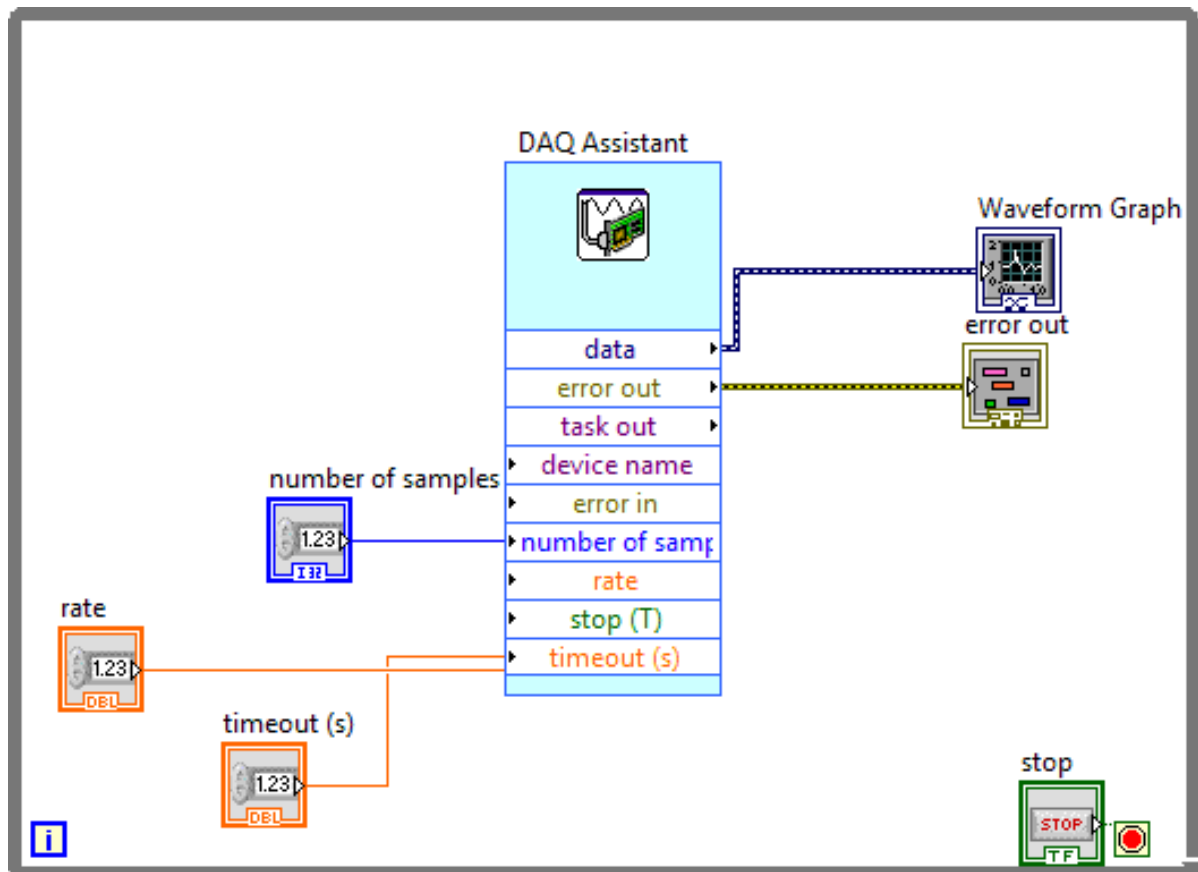 DAQ Assistant
Waveform Graph
error out
data
error out
task out
device name
error in
number of samp
rate
stop (T)
timeout (s)
number of samples
1.23
I32
rate
1.23
DBL
timeout (s)
1.23
DBL
stop
STOP
TF
i